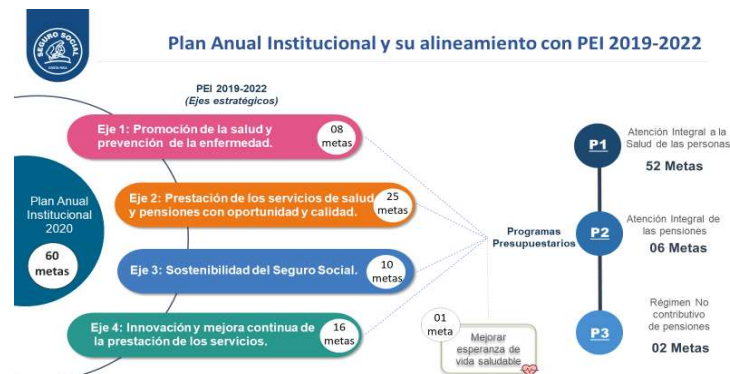 SEGURO SOCIAL
COSTA RICA
Plan Anual Institucional y su alineamiento con PEI 2019-2022
PEI 2019-2022
(Ejes estratégicos)
Plan Anual
Institucional
2020
60
metas
Eje 1: Promoción de la salud y
prevención de la enfermedad.
08
metas
Eje 2: Prestación de los servicios de salud
y pensiones con oportunidad y calidad.
25
metas
Eje 3: Sostenibilidad del Seguro Social.
10
metas
Eje 4: Innovación y mejora continua de
la prestación de los servicios.
16
metas
Programas
Presupuestarios
01
meta
Mejorar
esperanza de
vida saludable
P1
Atención Integral a la
Salud de las personas
52 Metas
P2
Atención Integral de
las pensiones
06 Metas
P3
Régimen No
contributivo
de pensiones
02 Metas